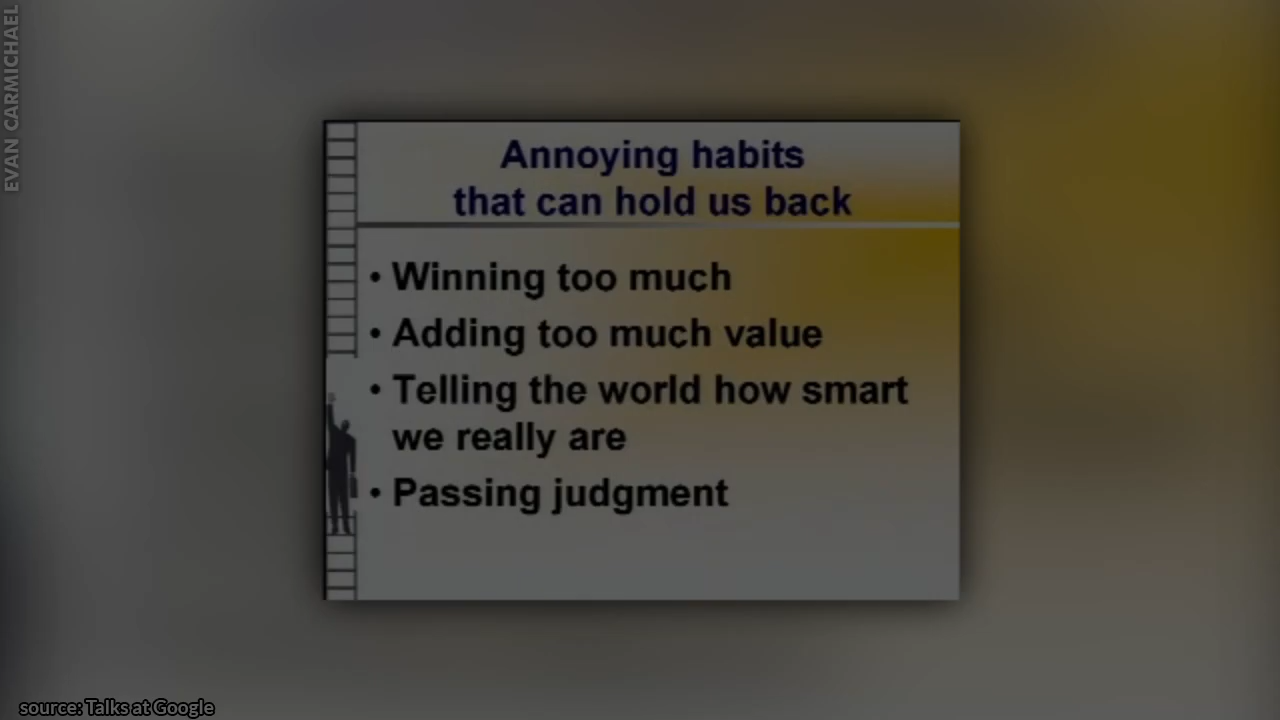 EVAN CARMICHAEL
Annoying habits
that can hold us back
• Winning too much
• Adding too much value
• Telling the world how smart
we really are
• Passing judgment
source: Talks at Google